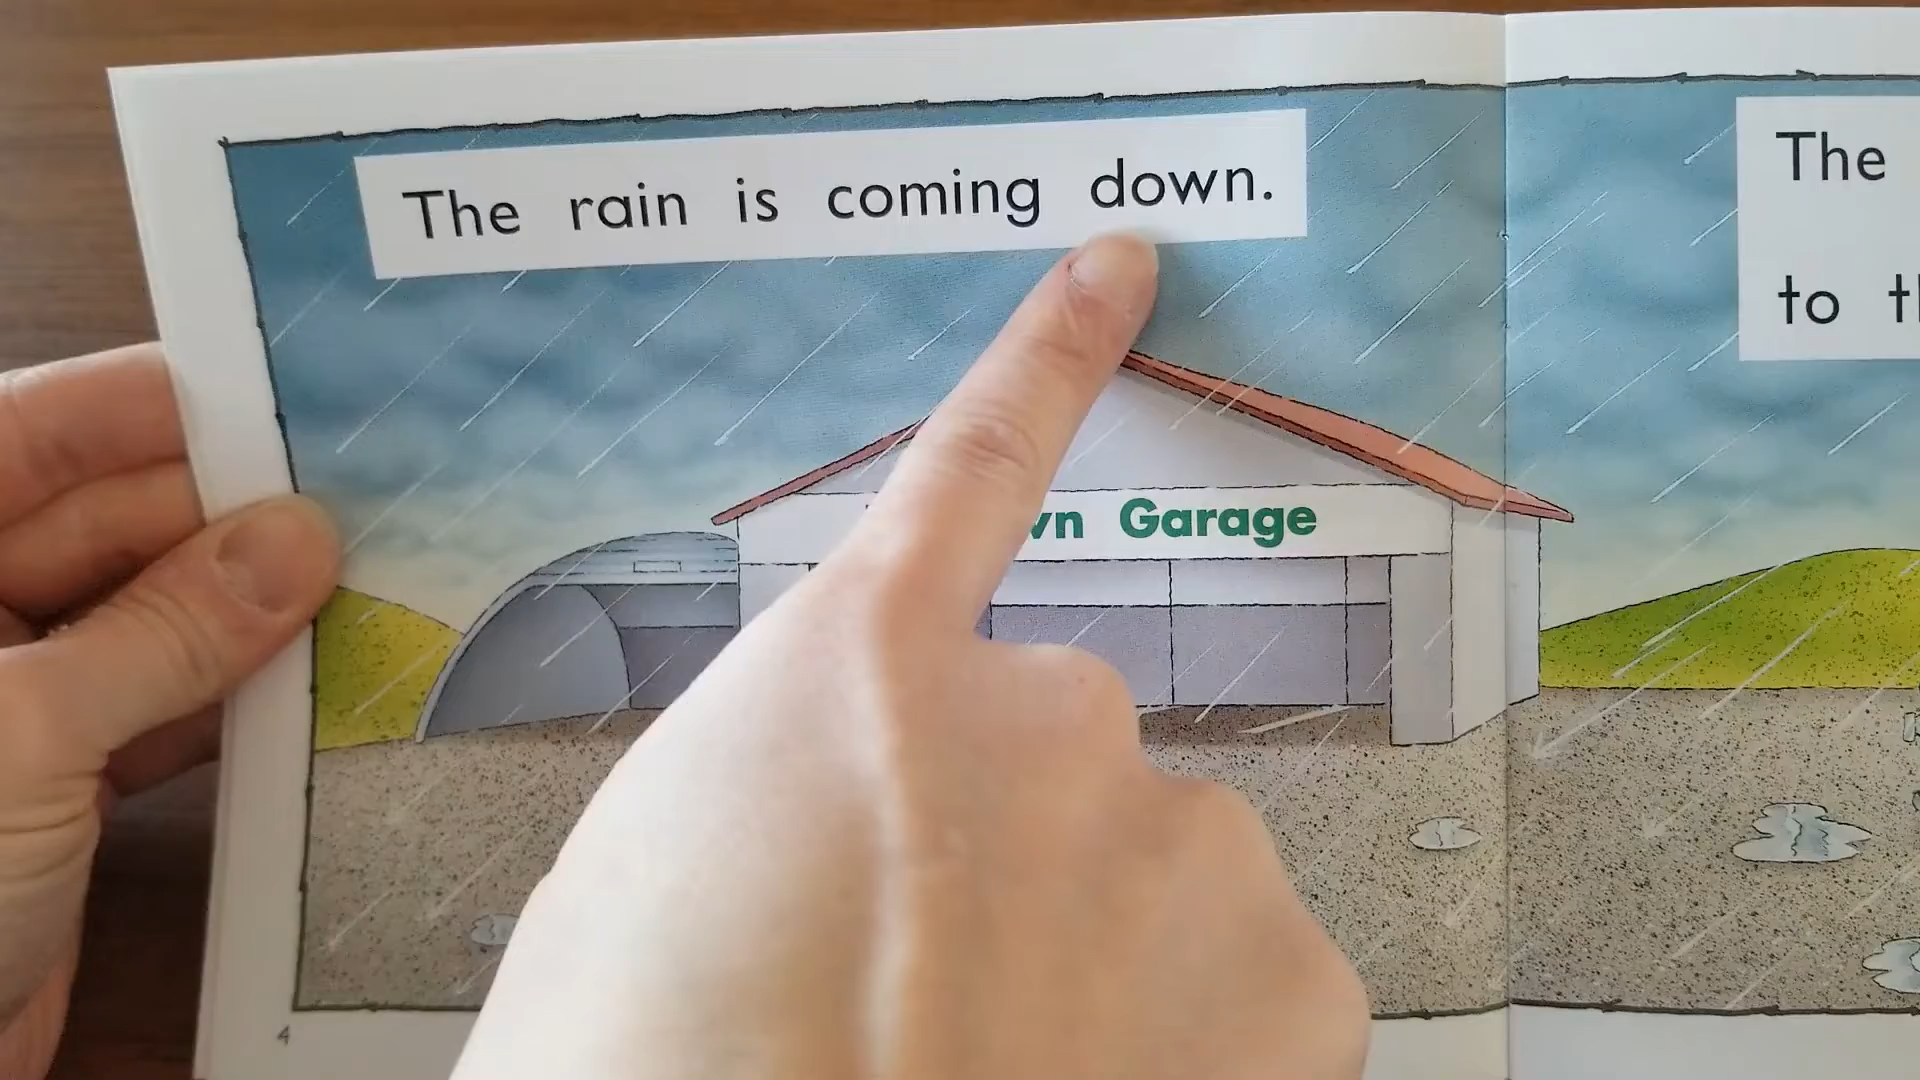 The rain is coming down.
Garage
4
The
to